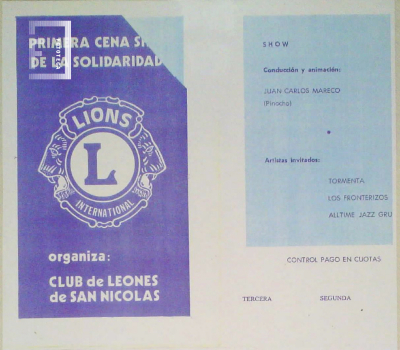 PRIMERA CENA
DE LA SOLIDARIDAD
LIONS
L
INTERNATIONAL
organiza:
CLUB de LEONES
de SAN NICOLAS
SHOW
Conducción y animación:
JUAN CARLOS MARECO
(Pinocho)
Artistas invitados:
TORMENTA
LOS FRONTERIZOS
ALLTIME JAZZ GRU
CONTROL PAGO EN CUOTAS
TERCERA SEGUNDA